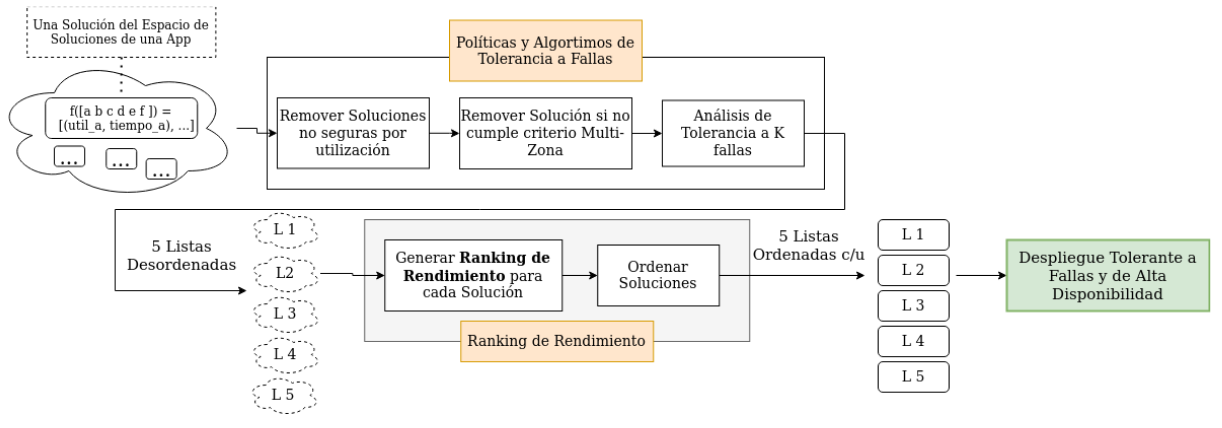 Una Solución del Espacio de
Soluciones de una App
f([a b c d e f ]) =
[(util_a, tiempo_a), ...]
...
...
...
Políticas y Algortimos de
Tolerancia a Fallas
Remover Soluciones
no seguras por
utilización
Remover Solución si no
cumple criterio Multi-
Zona
Análisis de
Tolerancia a K
fallas
5 Listas
Desordenadas
L 1
L2
L 3
L 4
L 5
Generar Ranking de
Rendimiento para
cada Solución
Ordenar
Soluciones
Ranking de Rendimiento
5 Listas
Ordenadas c/u
L 1
L 2
L 3
L 4
L 5
Despliegue Tolerante a
Fallas y de Alta
Disponibilidad